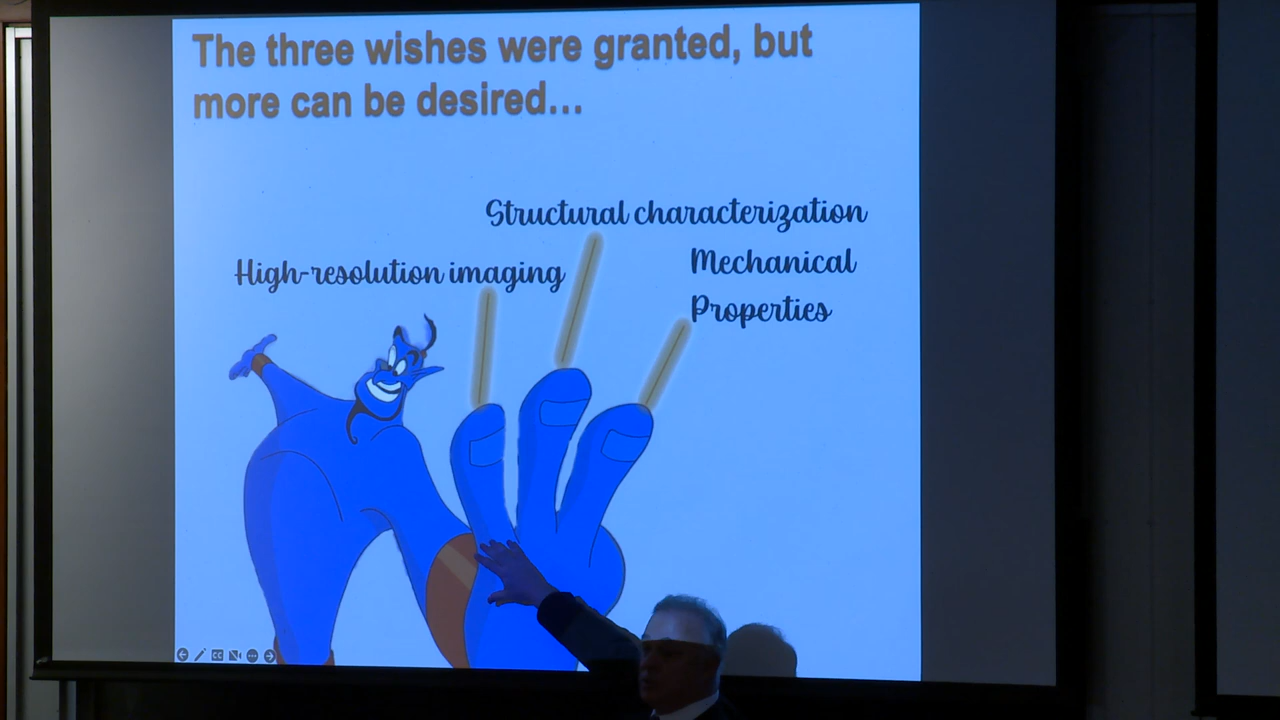 The three wishes were granted, but
more can be desired...
Structural characterization
High-resolution imaging
Mechanical
Properties